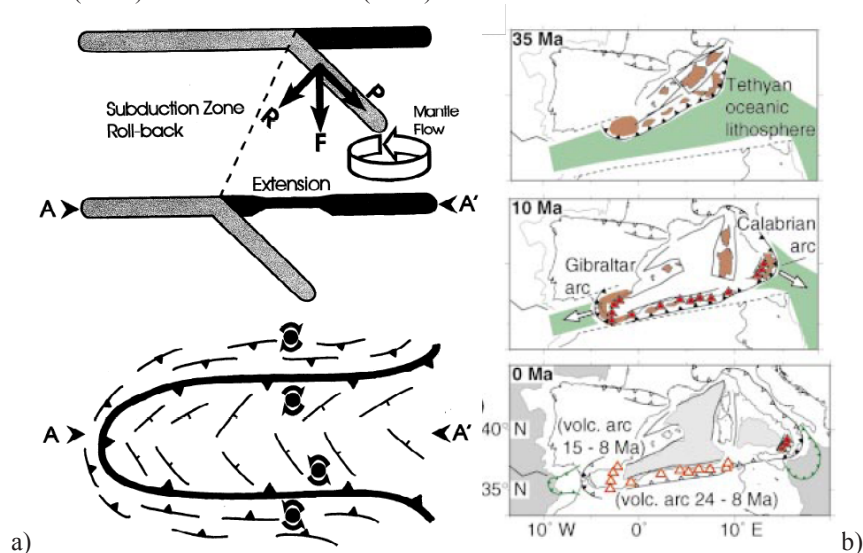 Subduction Zone
Roll-back
R
F
P
Mantle
Flow
Extension
A
A'
A
A'
a)
35 Ma
Tethyan
oceanic
lithosphere
10 Ma
Calabrian
arc
Gibraltar
arc
0 Ma
(volc. arc
15 - 8 Ma)
40° N
35°
N
(volc. arc 24 - 8 Ma)
10° W
0°
10° E
b)